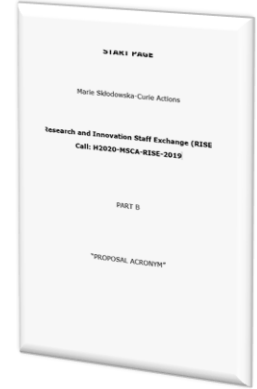 START PAGE
Marie Skłodowska-Curie Actions
Research and Innovation Staff Exchange (RISE
Call: H2020-MSCA-RISE-2019
PART B
"PROPOSAL ACRONYM"